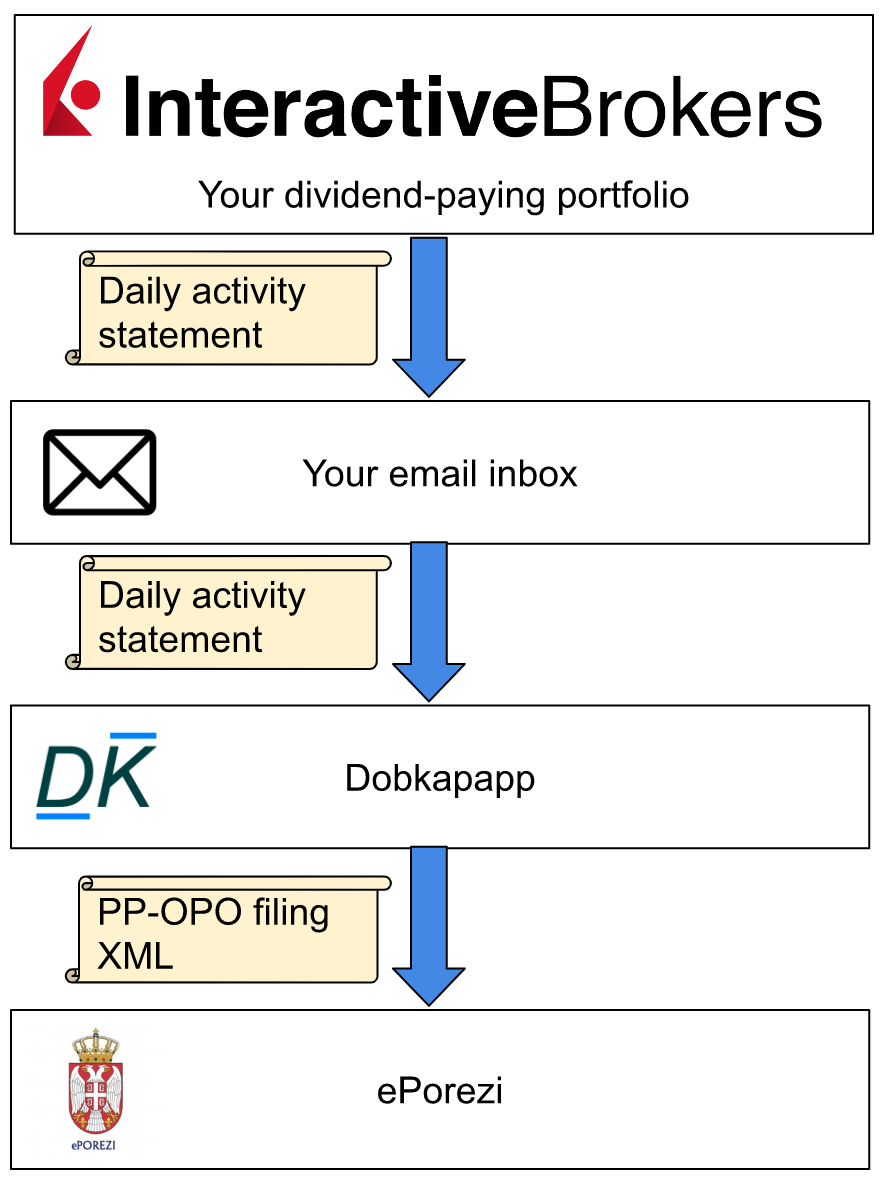 InteractiveBrokers
Your dividend-paying portfolio
Daily activity
statement
Your email inbox
Daily activity
statement
DK
Dobkapapp
PP-OPO filing
XML
ePorezi
ePOREZI